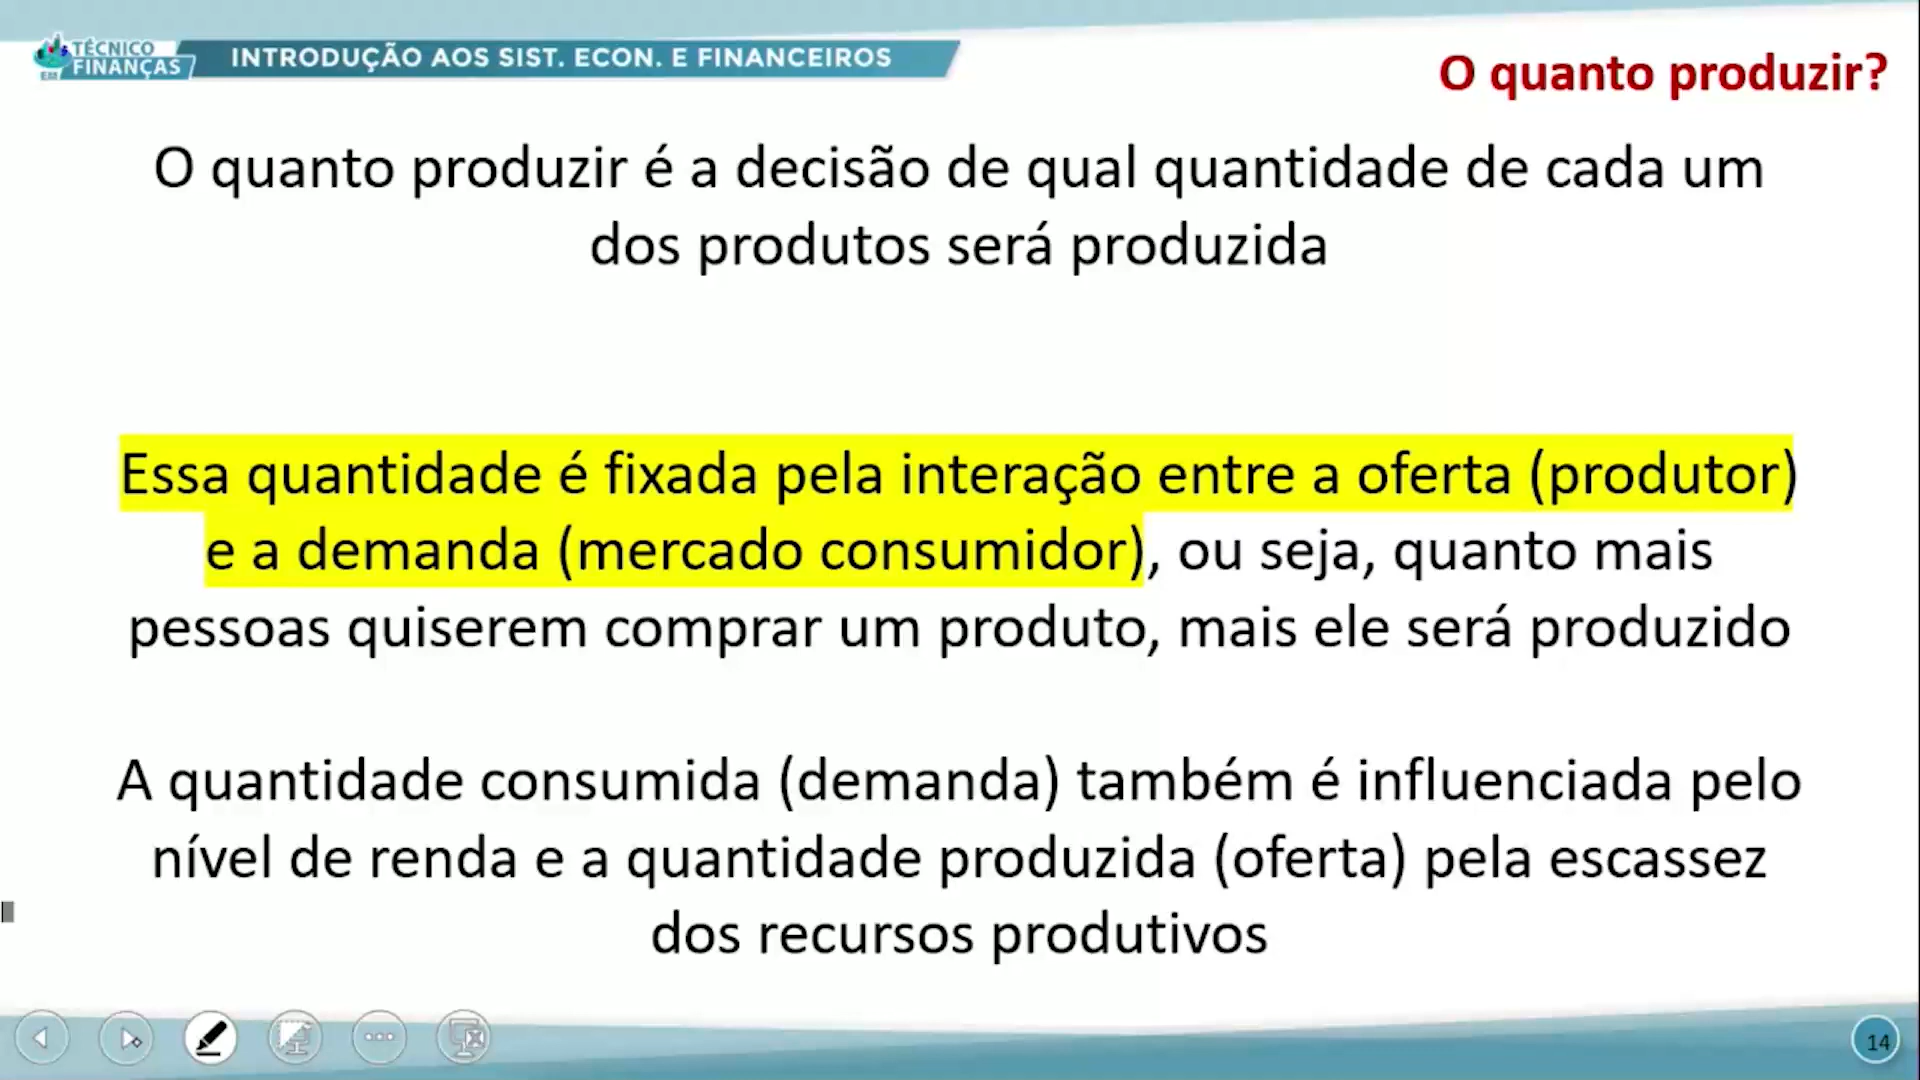 TÉCNICO
EM FINANÇAS
INTRODUÇÃO AOS SIST. ECON. E FINANCEIROS
O quanto produzir?
O quanto produzir é a decisão de qual quantidade de cada um
dos produtos será produzida
Essa quantidade é fixada pela interação entre a oferta (produtor)
e a demanda (mercado consumidor), ou seja, quanto mais
pessoas quiserem comprar um produto, mais ele será produzido
A quantidade consumida (demanda) também é influenciada pelo
nível de renda e a quantidade produzida (oferta) pela escassez
dos recursos produtivos
14